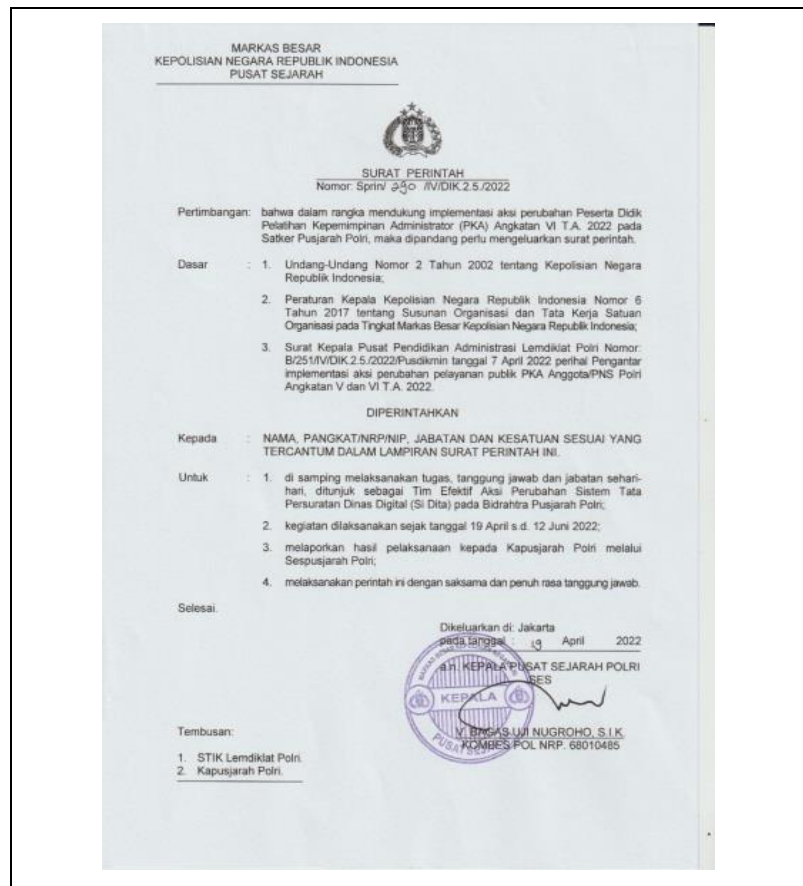 MARKAS BESAR
KEPOLISIAN NEGARA REPUBLIK INDONESIA
PUSAT SEJARAH
SURAT PERINTAH
Nomor: Sprin/ 290 /IV/DIK.2.5./2022
Pertimbangan: bahwa dalam rangka mendukung implementasi aksi perubahan Peserta Didik
Pelatihan Kepemimpinan Administrator (PKA) Angkatan VI T.A. 2022 pada
Satker Pusjarah Polri, maka dipandang perlu mengeluarkan surat perintah.
Dasar : 1. Undang-Undang Nomor 2 Tahun 2002 tentang Kepolisian Negara
Republik Indonesia;
2. Peraturan Kepala Kepolisian Negara Republik Indonesia Nomor 6
Tahun 2017 tentang Susunan Organisasi dan Tata Kerja Satuan
Organisasi pada Tingkat Markas Besar Kepolisian Negara Republik Indonesia;
3. Surat Kepala Pusat Pendidikan Administrasi Lemdiklat Polri Nomor:
B/251/IV/DIK.2.5./2022/Pusdikmin tanggal 7 April 2022 perihal Pengantar
implementasi aksi perubahan pelayanan publik PKA Anggota/PNS Polri
Angkatan V dan VI T.A. 2022.
DIPERINTAHKAN
Kepada : NAMA, PANGKAT/NRP/NIP, JABATAN DAN KESATUAN SESUAI YANG
TERCANTUM DALAM LAMPIRAN SURAT PERINTAH INI.
Untuk : 1. di samping melaksanakan tugas, tanggung jawab dan jabatan sehari-
hari, ditunjuk sebagai Tim Efektif Aksi Perubahan Sistem Tata
Persuratan Dinas Digital (Si Dita) pada Bidrahtra Pusjarah Polri;
2. kegiatan dilaksanakan sejak tanggal 19 April s.d. 12 Juni 2022;
3. melaporkan hasil pelaksanaan kepada Kapusjarah Polri melalui
Sespusjarah Polri;
4. melaksanakan perintah ini dengan saksama dan penuh rasa tanggung jawab.
Selesai.
Dikeluarkan di: Jakarta
pada tanggal : 19 April 2022
a.n. KEPALA PUSAT SEJARAH POLRI
SES
KEPALA
PUSAT SEJARAH
V. BAGAS UJI NUGROHO, S.I.K.
KOMBES POL NRP. 68010485
Tembusan:
1. STIK Lemdiklat Polri.
2. Kapusjarah Polri.